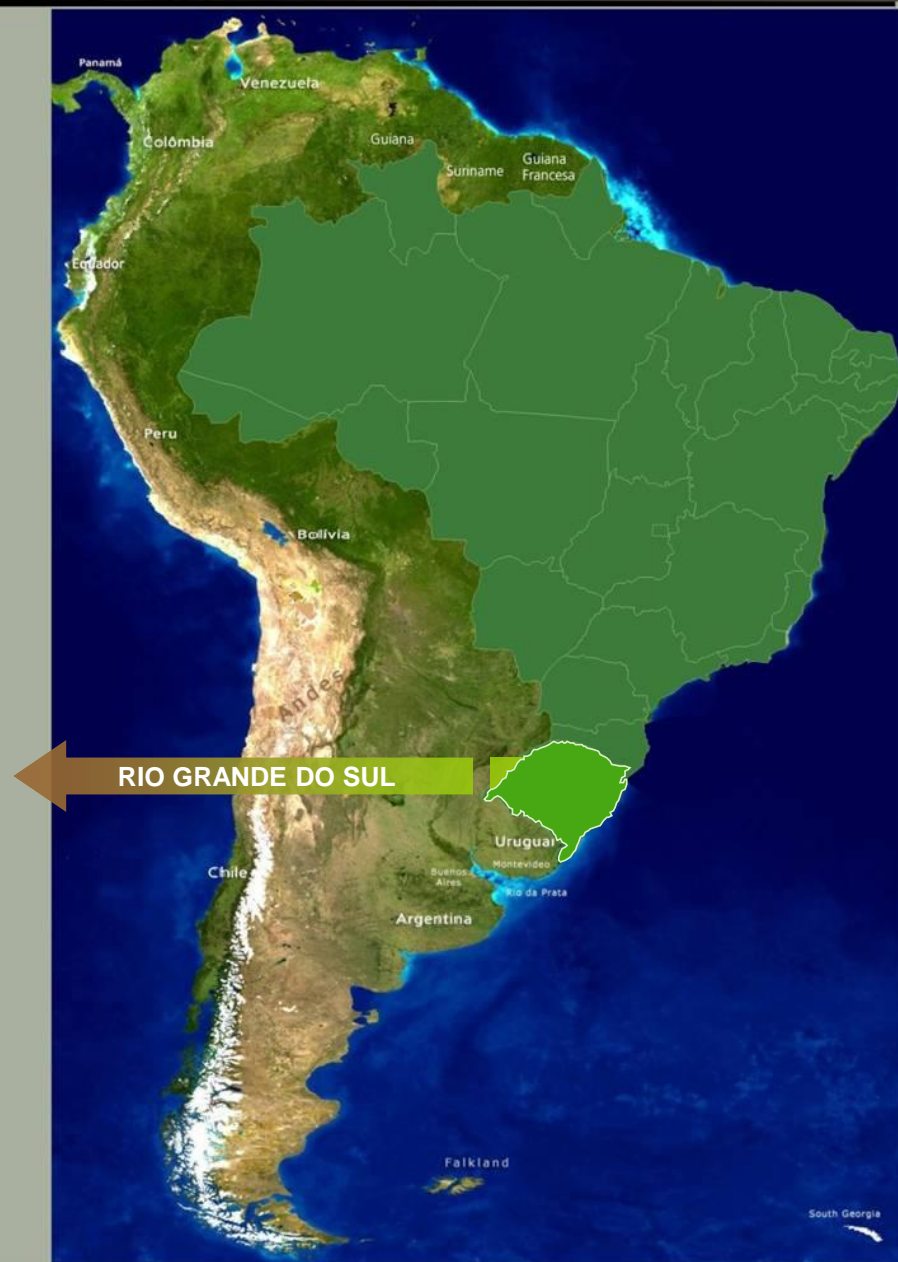 Panamá
Venezuela
Colômbia
Guiana
Suriname
Guiana
Francesa
Equador
Peru
Bolívia
Andes
RIO GRANDE DO SUL
Uruguai
Montevideo
Chile
Buenos
Aires
Rio da Prata
Argentina
Falkland
South Georgia